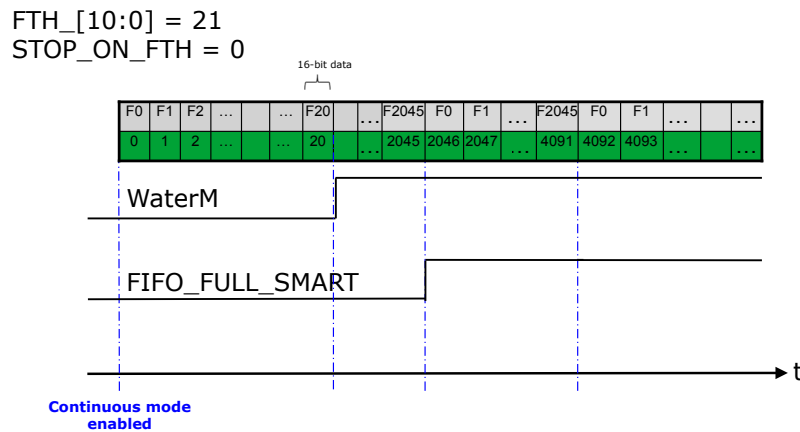 FTH_[10:0] = 21
STOP_ON_FTH = 0
16-bit data
F0 F1 F2 ... ... F20 ... F2045 F0 F1 ... F2045 F0 F1 ... ...
0 1 2 ... ... 20 ... 2045 2046 2047 ... 4091 4092 4093 ... ...
WaterM
FIFO_FULL_SMART
t
Continuous mode
enabled